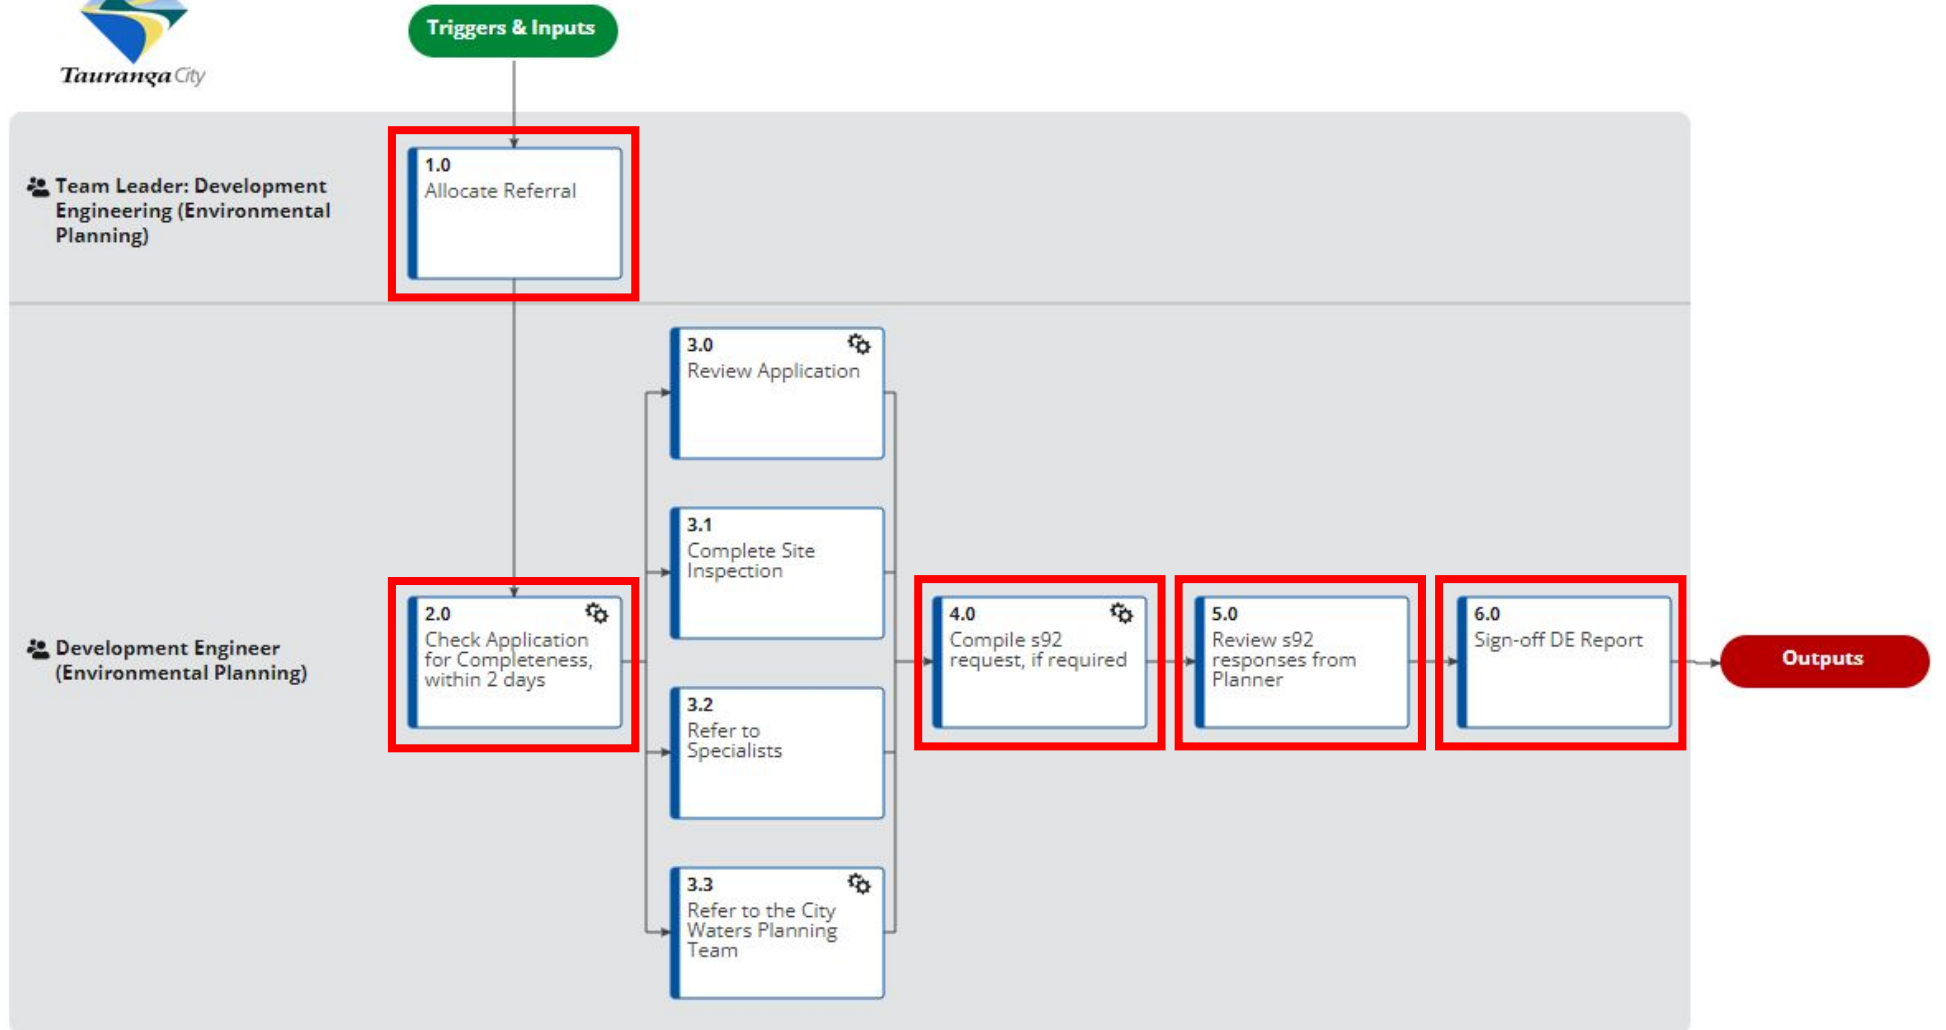 Tauranga City
Triggers & Inputs
Team Leader: Development
Engineering (Environmental
Planning)
1.0
Allocate Referral
Development Engineer
(Environmental Planning)
2.0
Check Application
for Completeness,
within 2 days
3.0
Review Application
3.1
Complete Site
Inspection
3.2
Refer to
Specialists
3.3
Refer to the City
Waters Planning
Team
4.0
Compile s92
request, if required
5.0
Review s92
responses from
Planner
6.0
Sign-off DE Report
Outputs